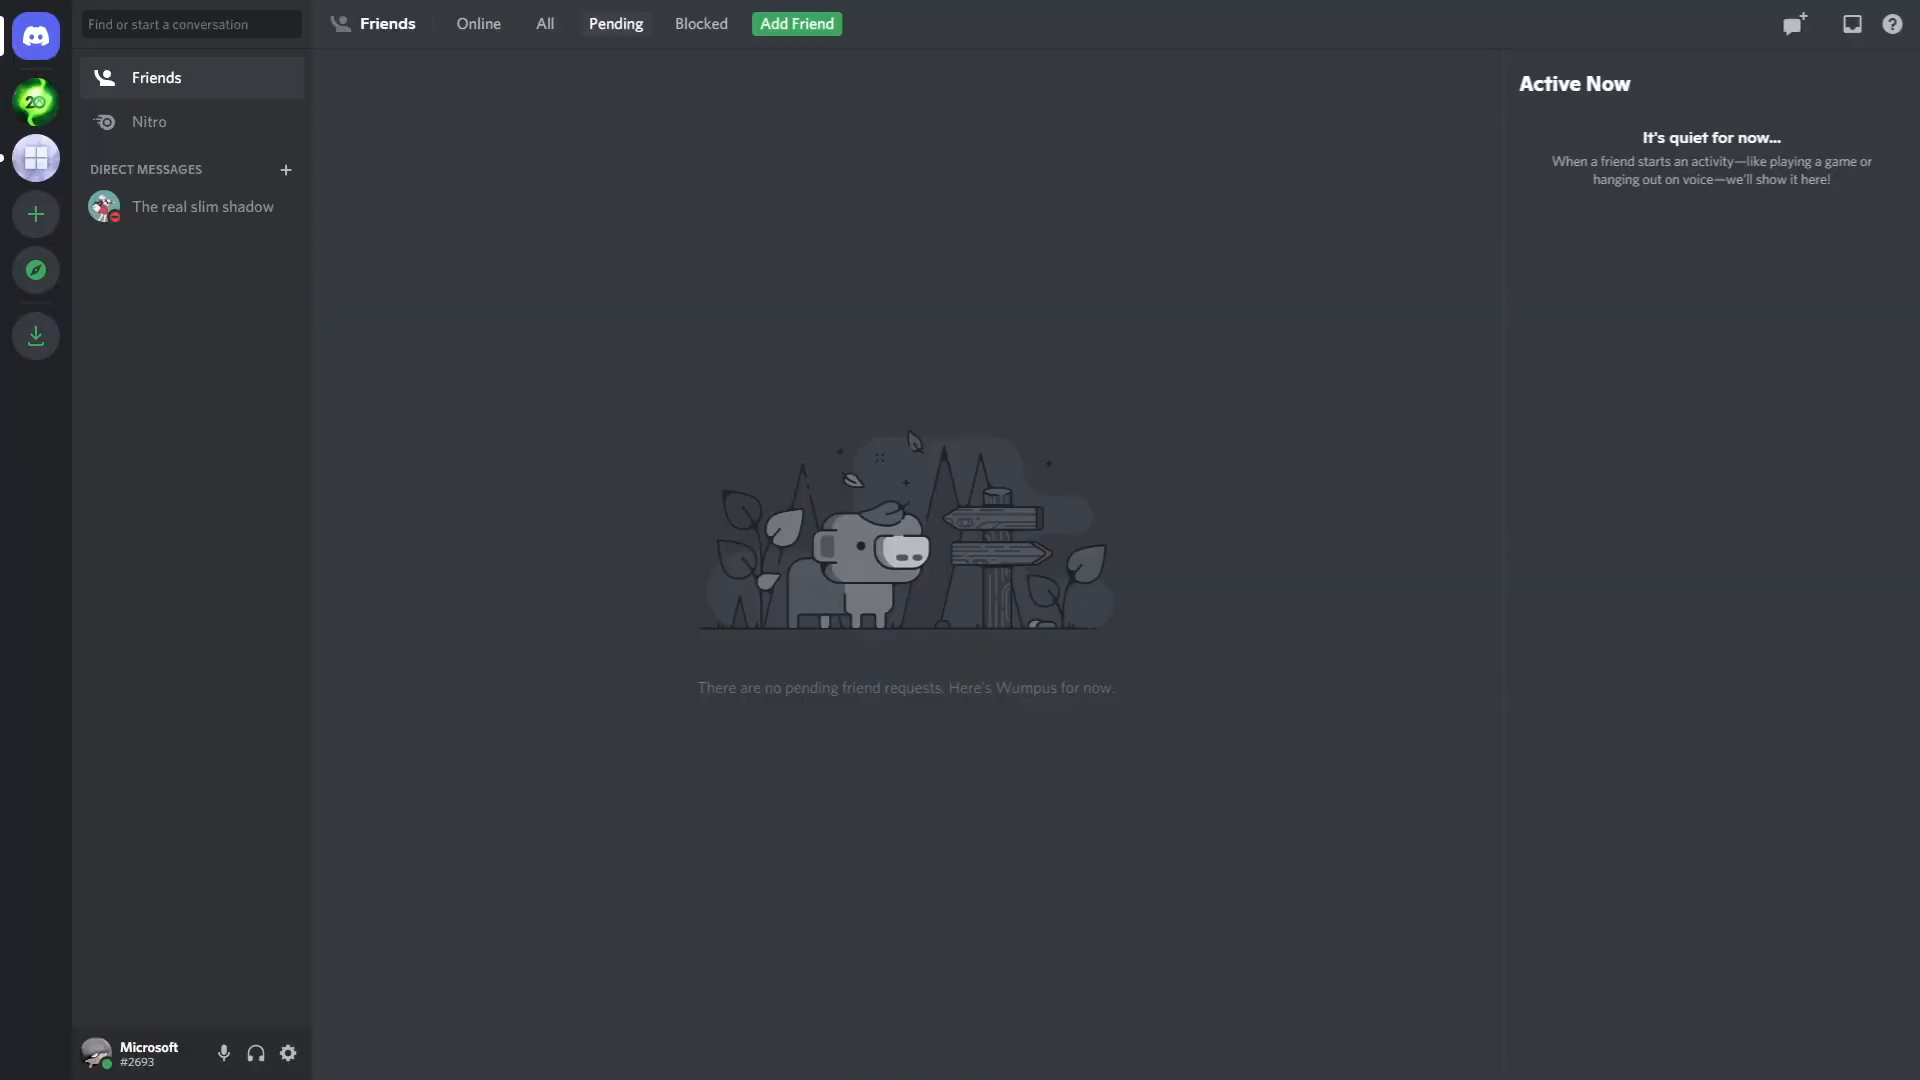 Find or start a conversation
Friends
Online
All
Pending
Blocked
Add Friend
20
Friends
Nitro
DIRECT MESSAGES
The real slim shadow
Active Now
It's quiet for now...
When a friend starts an activity—like playing a game or
hanging out on voice—we'll show it here!
There are no pending friend requests. Here's Wumpus for now.
Microsoft
#2693